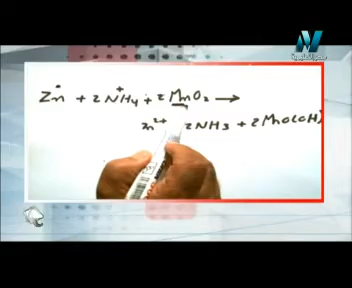 Zn° + 2NH₄⁺ + 2MnO₂ →
Zn²⁺ 2NH₃ + 2MnO(OH)